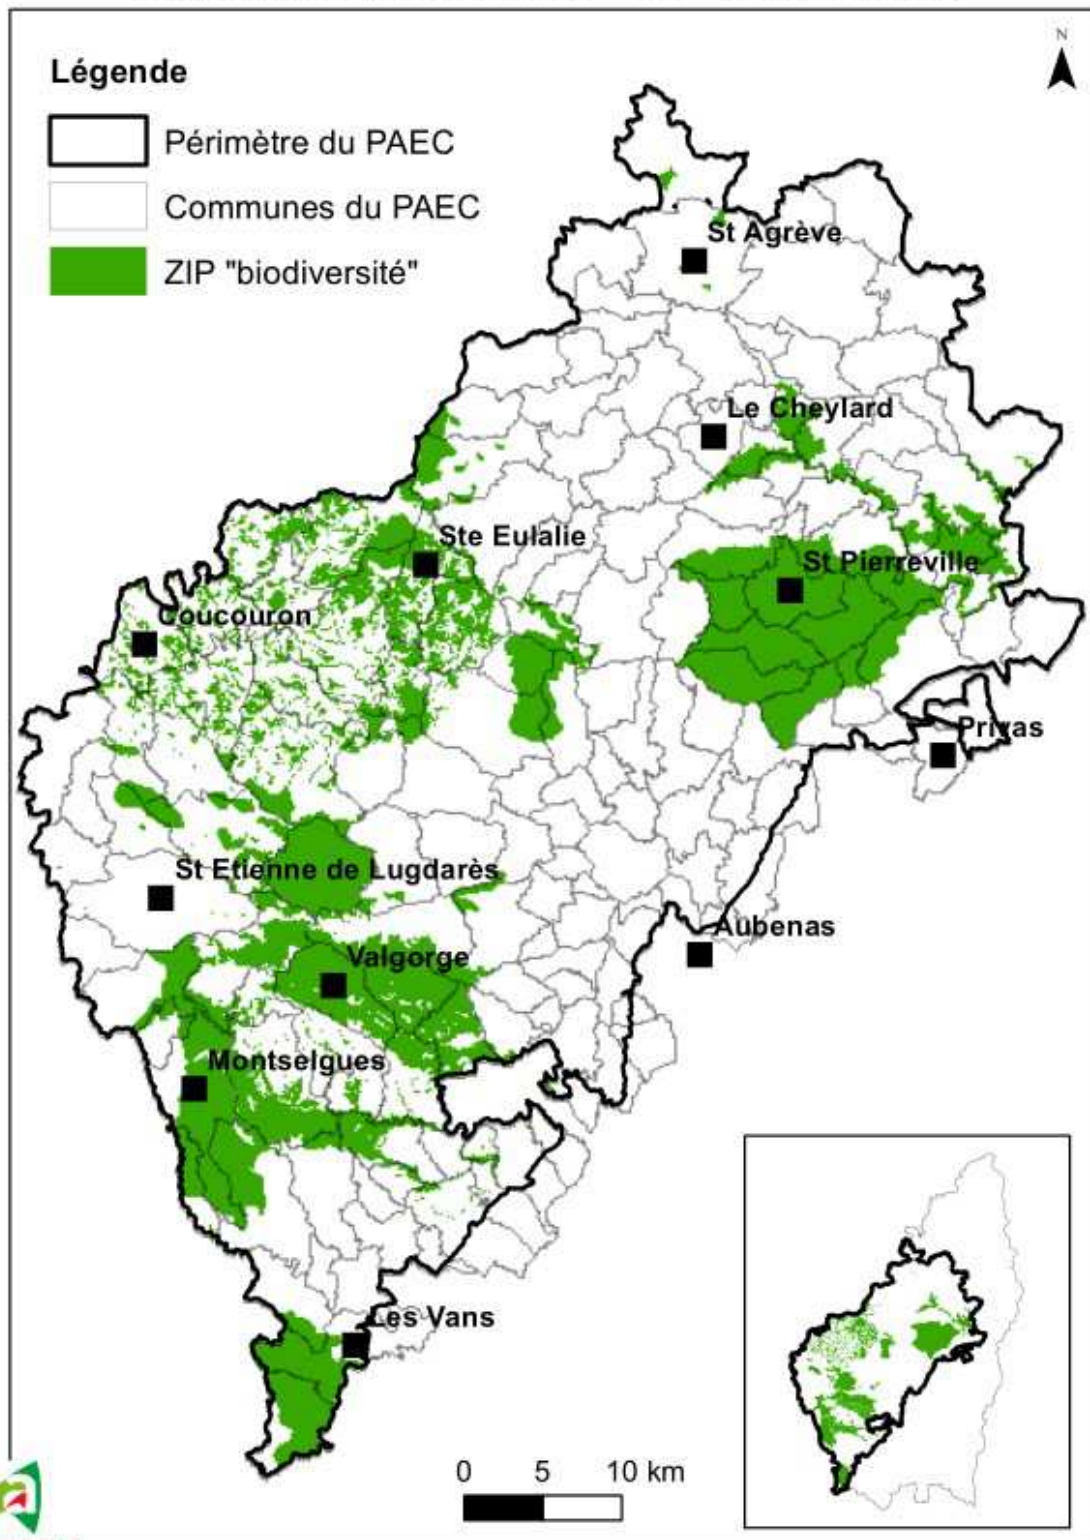 N
Légende
Périmètre du PAEC
Communes du PAEC
ZIP "biodiversité"
St Agrève
Le Cheylard
Ste Eulalie
St Pierreville
Coucouron
Privas
St Etienne de Lugdarès
Aubenas
Valgorge
Montselgues
Les Vans
0 5 10 km